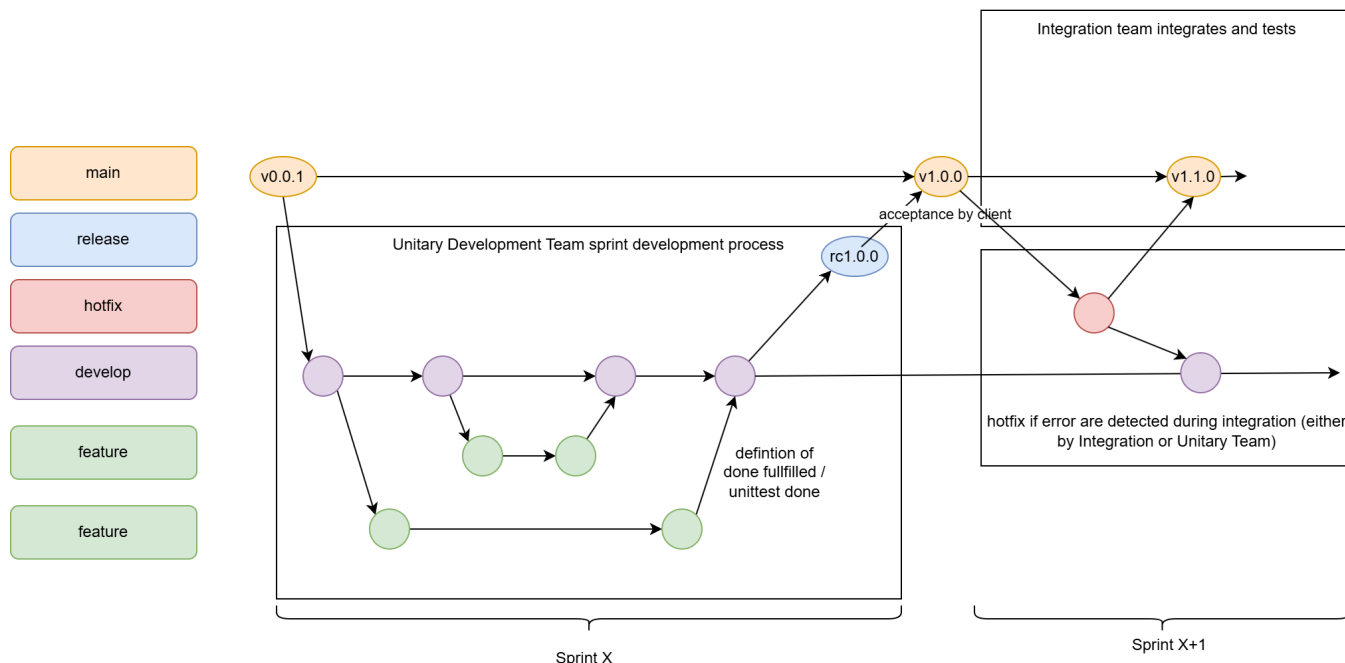 Integration team integrates and tests
main
v0.0.1
v1.0.0
v1.1.0
acceptance by client
release
Unitary Development Team sprint development process
rc1.0.0
hotfix
develop
hotfix if error are detected during integration (either
by Integration or Unitary Team)
feature
defintion of
done fullfilled /
unittest done
feature
Sprint X
Sprint X+1